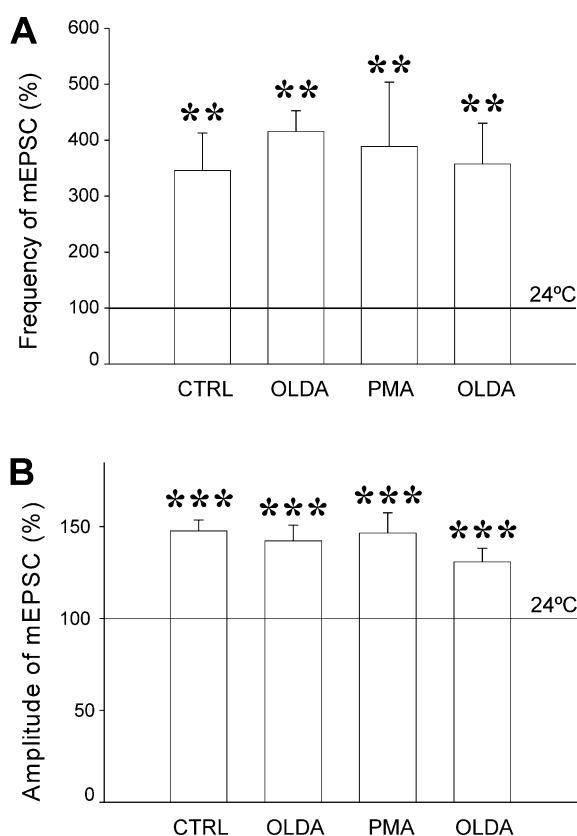 A
Frequency of mEPSC (%)
600
500
400
300
200
100
0
** ** ** **
24ºC
CTRL OLDA PMA OLDA
B
Amplitude of mEPSC (%)
150
100
50
0
*** *** *** ***
24ºC
CTRL OLDA PMA OLDA